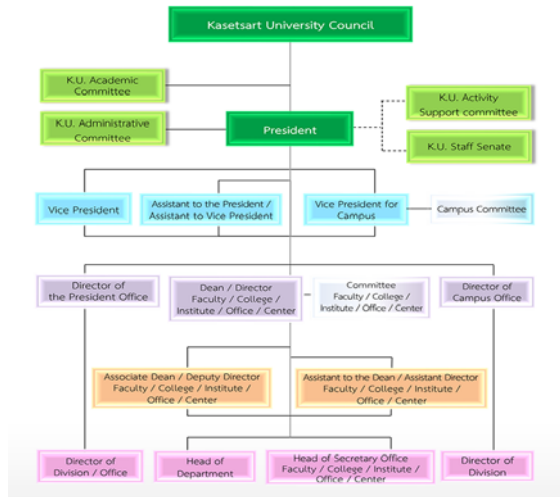 Kasetsart University Council
K.U. Academic
Committee
K.U. Activity
Support committee
K.U. Administrative
Committee
President
K.U. Staff Senate
Vice President
Assistant to the President /
Assistant to Vice President
Vice President for
Campus
Campus Committee
Director of
the President Office
Dean / Director
Faculty / College /
Institute / Office / Center
Committee
Faculty / College /
Institute / Office / Center
Director of
Campus Office
Associate Dean / Deputy Director
Faculty / College / Institute /
Office / Center
Assistant to the Dean / Assistant Director
Faculty / College / Institute /
Office / Center
Director of
Division / Office
Head of
Department
Head of Secretary Office
Faculty / College / Institute /
Office / Center
Director of
Division